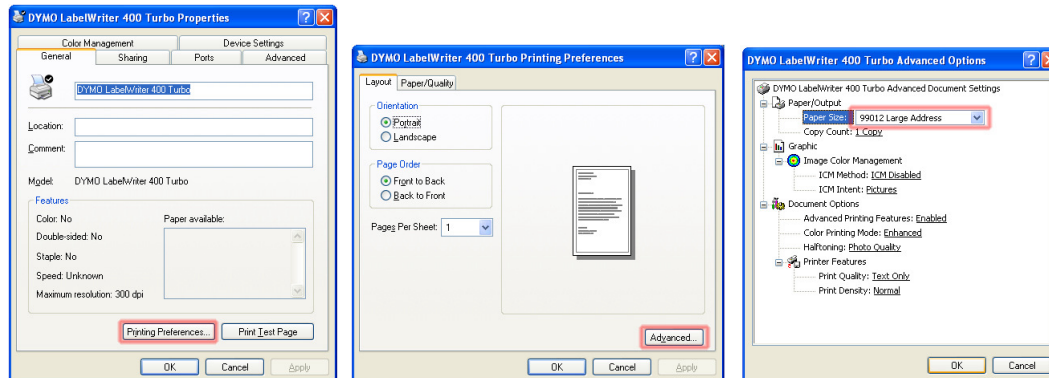 DYMO LabelWriter 400 Turbo Properties
Color Management
Device Settings
General
Sharing
Ports
Advanced
DYMO LabelWriter 400 Turbo
Location:
Comment:
Model: DYMO LabelWriter 400 Turbo
Features
Color: No
Paper available:
Double-sided: No
Staple: No
Speed: Unknown
Maximum resolution: 300 dpi
Printing Preferences...
Print Test Page
OK
Cancel
Apply
DYMO LabelWriter 400 Turbo Printing Preferences
Layout
Paper/Quality
Orientation
Portrait
Landscape
Page Order
Front to Back
Back to Front
Pages Per Sheet: 1
Advanced...
OK
Cancel
Apply
DYMO LabelWriter 400 Turbo Advanced Options
DYMO LabelWriter 400 Turbo Advanced Document Settings
Paper/Output
Paper Size: 99012 Large Address
Copy Count: 1 Copy
Graphic
Image Color Management
ICM Method: ICM Disabled
ICM Intent: Pictures
Document Options
Advanced Printing Features: Enabled
Color Printing Mode: Enhanced
Halftoning: Photo Quality
Printer Features
Print Quality: Text Only
Print Density: Normal
OK
Cancel